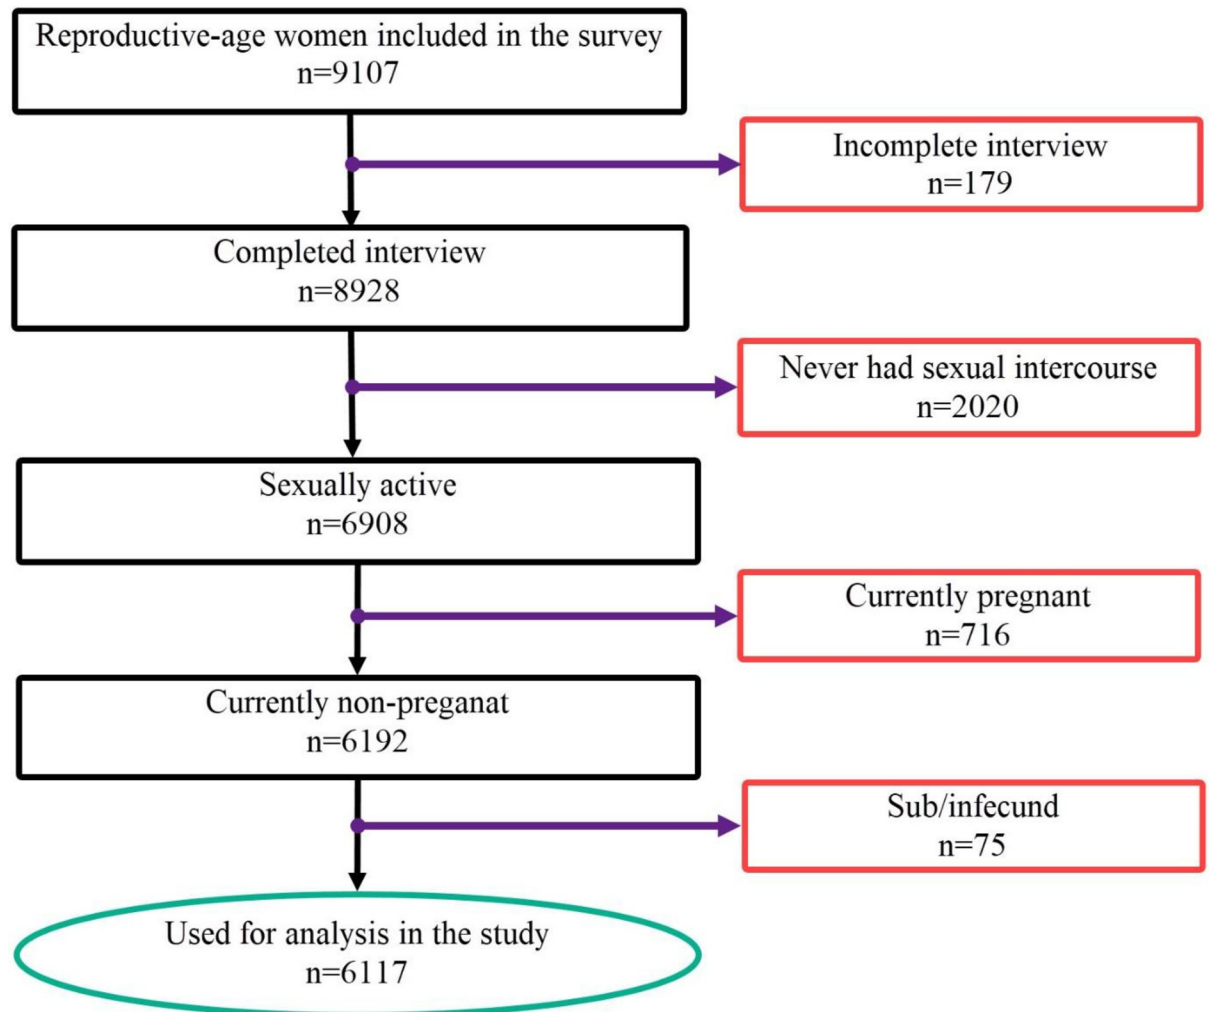 Reproductive-age women included in the survey
n=9107
Incomplete interview
n=179
Completed interview
n=8928
Never had sexual intercourse
n=2020
Sexually active
n=6908
Currently pregnant
n=716
Currently non-preganat
n=6192
Sub/infecund
n=75
Used for analysis in the study
n=6117